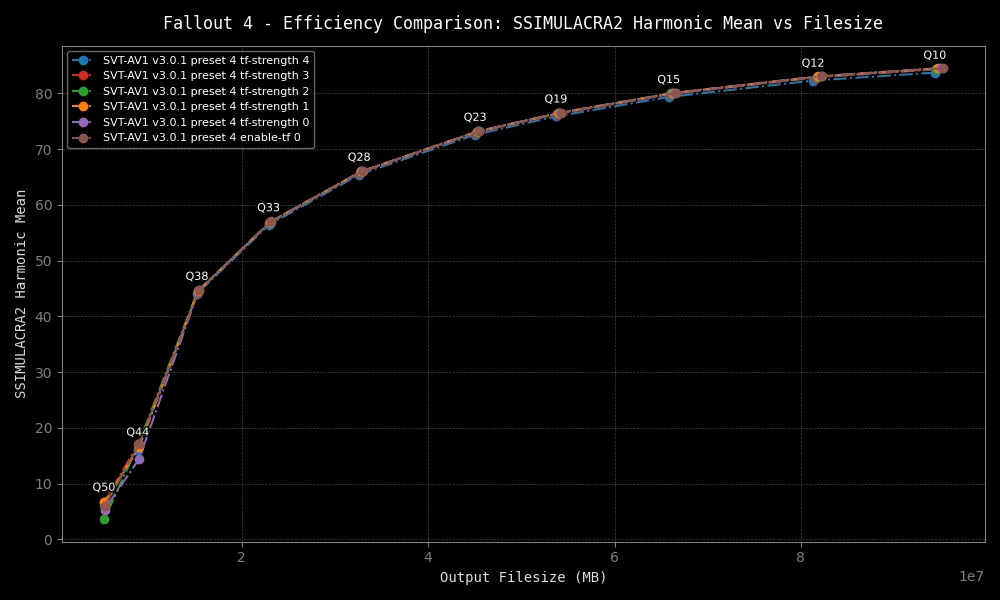 Fallout 4 - Efficiency Comparison: SSIMULACRA2 Harmonic Mean vs Filesize
SVT-AV1 v3.0.1 preset 4 tf-strength 4
SVT-AV1 v3.0.1 preset 4 tf-strength 3
SVT-AV1 v3.0.1 preset 4 tf-strength 2
SVT-AV1 v3.0.1 preset 4 tf-strength 1
SVT-AV1 v3.0.1 preset 4 tf-strength 0
SVT-AV1 v3.0.1 preset 4 enable-tf 0
SSIMULACRA2 Harmonic Mean
80
70
60
50
40
30
20
10
0
Q50
Q44
Q38
Q33
Q28
Q23
Q19
Q15
Q12
Q10
2
4
6
8
1e7
Output Filesize (MB)